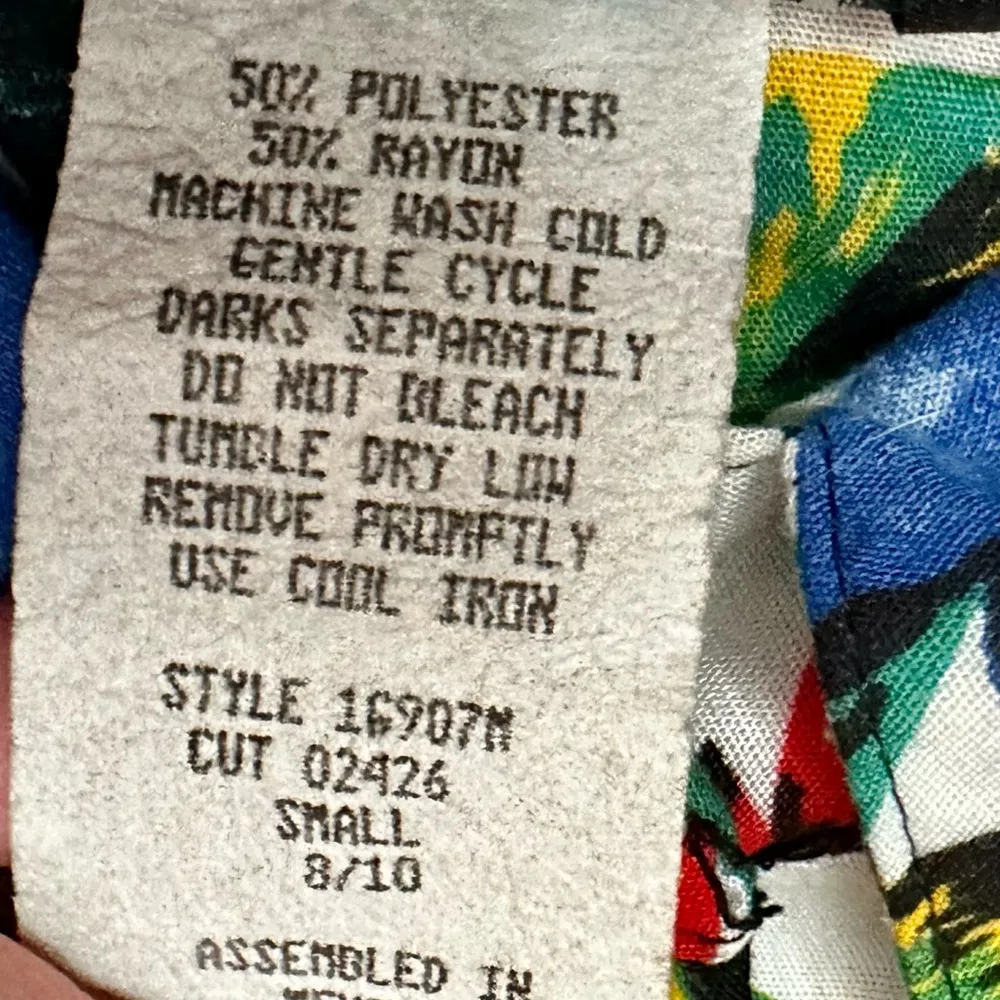 50% POLYESTER
50% RAYON
MACHINE WASH COLD
GENTLE CYCLE
DARKS SEPARATELY
DO NOT BLEACH
TUMBLE DRY LOW
REMOVE PROMPTLY
USE COOL IRON
STYLE 16907M
CUT 02426
SMALL
8/10
ASSEMBLED IN